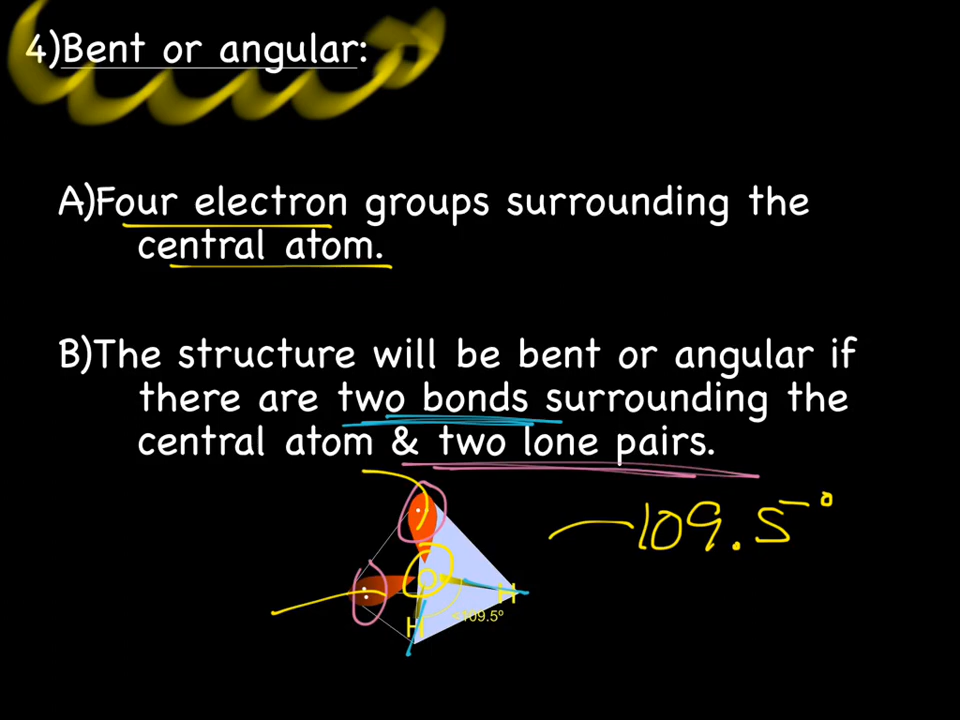 4)Bent or angular:
A)Four electron groups surrounding the
central atom.
B)The structure will be bent or angular if
there are two bonds surrounding the
central atom & two lone pairs.
109.5°
O
H
H
<109.5º